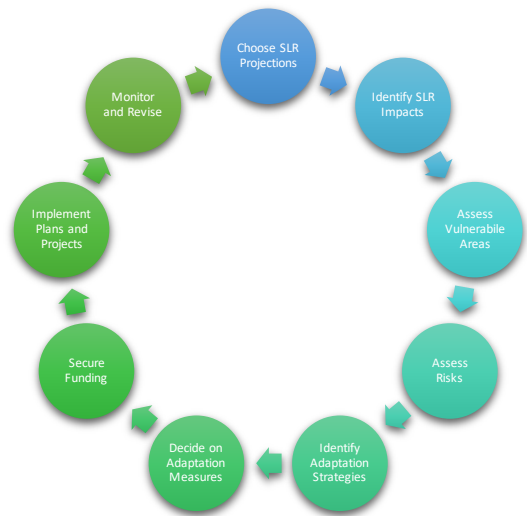 Choose SLR
Projections
Identify SLR
Impacts
Assess
Vulnerabile
Areas
Assess
Risks
Identify
Adaptation
Strategies
Decide on
Adaptation
Measures
Secure
Funding
Implement
Plans and
Projects
Monitor
and Revise